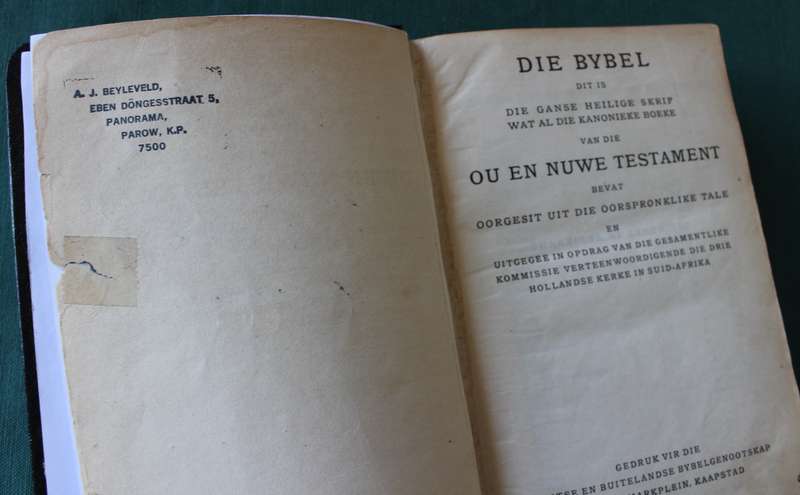 A. J. BEYLEVELD,
EBEN DÖNGESSTRAAT 5,
PANORAMA,
PAROW, K.P.
7500
DIE BYBEL
DIT IS
DIE GANSE HEILIGE SKRIF
WAT AL DIE KANONIEKE BOEKE
VAN DIE
OU EN NUWE TESTAMENT
BEVAT
OORGESIT UIT DIE OORSPRONKLIKE TALE
EN
UITGEGEE IN OPDRAG VAN DIE GESAMENTLIKE
KOMMISSIE VERTEENWOORDIGENDE DIE DRIE
HOLLANDSE KERKE IN SUID-AFRIKA
GEDRUK VIR DIE
EN BUITELANDSE BYBELGENOOTSKAP
KAAPSTAD